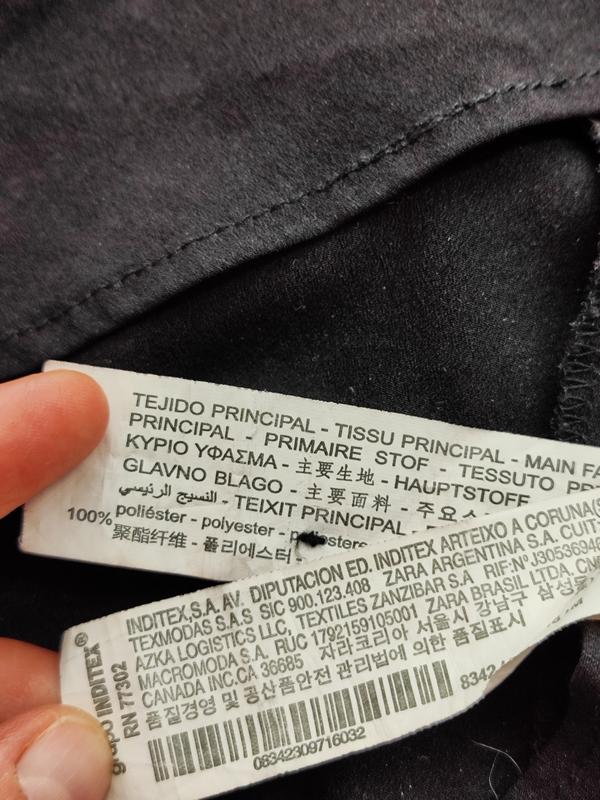 TEJIDO PRINCIPAL - TISSU PRINCIPAL - MAIN
PRINCIPAL - PRIMAIRE STOF - TESSUTO
ΚΥΡΙΟ ΥΦΑΣΜΑ - 主要生地 - HAUPTSTOFF
GLAVNO BLAGO - 主要面料 - 주요
النسيج الرئيسي - TEIXIT PRINCIPAL -
100% poliéster - polyester -
聚酯纤维 - 폴리에스터
grupo INDITEX®
RN 77302
INDITEX,S.A. AV. DIPUTACION ED. INDITEX ARTEIXO A CORUNA
TEXMODAS S.A.S SIC 900.123.408 ZARA ARGENTINA S.A. CUIT
AZKA LOGISTICS LLC, TEXTILES ZANZIBAR S.A RIF:Nº
MACROMODA S.A. RUC 1792159105001 ZARA BRASIL LTDA.
CANADA INC.CA 36685 자라코리아 서울시 강남구 삼성동
품질경영 및 공산품안전 관리법에 의한 품질표시
08342309716032
8342